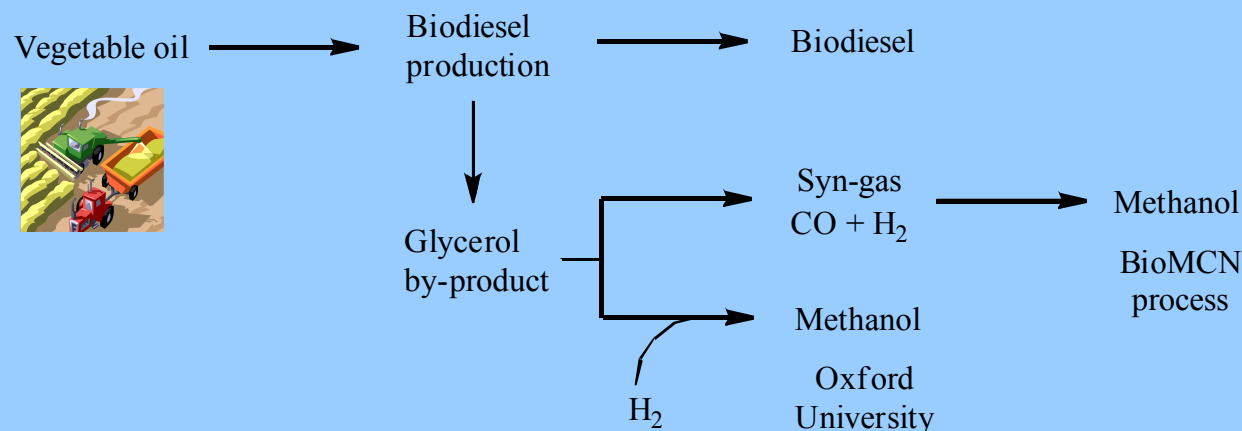 Vegetable oil
Biodiesel
production
Biodiesel
Glycerol
by-product
Syn-gas
CO + H₂
Methanol
BioMCN
process
Methanol
Oxford
University
H₂